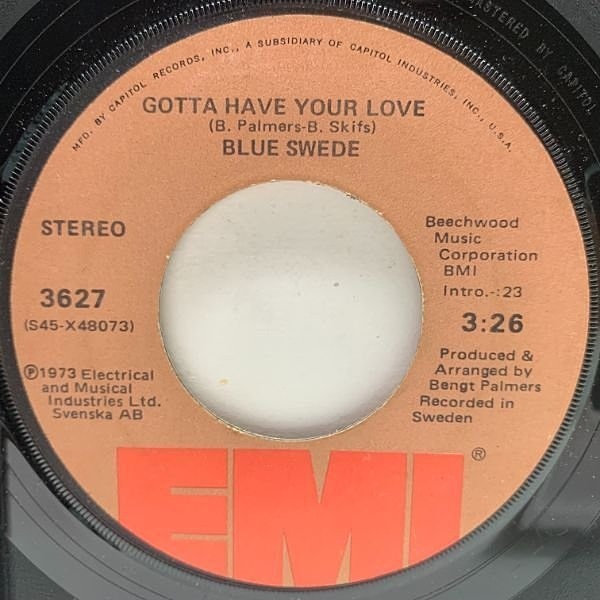 MASTERED BY CAPITOL
MFD. BY CAPITOL RECORDS, INC., A SUBSIDIARY OF CAPITOL INDUSTRIES, INC., U.S.A.
GOTTA HAVE YOUR LOVE
(B. Palmers-B. Skifs)
BLUE SWEDE
STEREO
3627
(S45-X48073)
℗1973 Electrical
and Musical
Industries Ltd.
Svenska AB
Beechwood
Music
Corporation
BMI
Intro.-:23
3:26
Produced &
Arranged by
Bengt Palmers
Recorded in
Sweden
EMI®